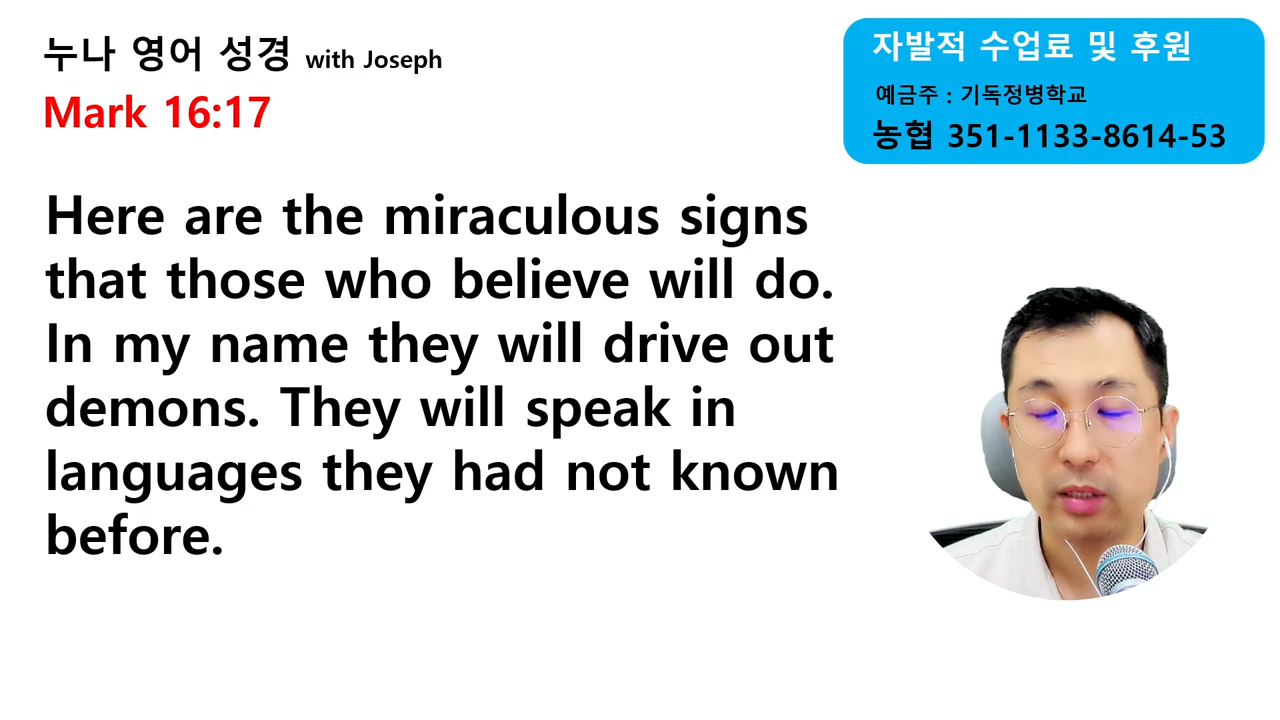 누나 영어 성경 with Joseph
Mark 16:17
자발적 수업료 및 후원
예금주 : 기독정병학교
농협 351-1133-8614-53
Here are the miraculous signs
that those who believe will do.
In my name they will drive out
demons. They will speak in
languages they had not known
before.